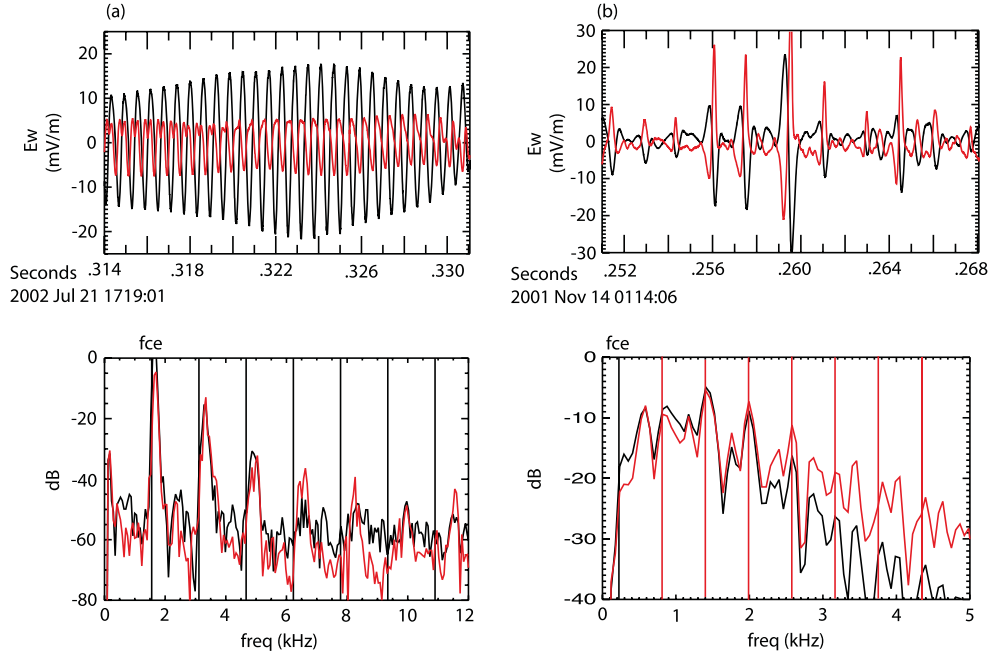 (a)
20
10
0
-10
-20
Ew
(mV/m)
.314 .318 .322 .326 .330
Seconds
2002 Jul 21 1719:01
(b)
30
20
10
0
-10
-20
30
Ew
(mV/m)
.252 .256 .260 .264 .268
Seconds
2001 Nov 14 0114:06
fce
0
-20
-40
-60
-80
dB
0 2 4 6 8 10 12
freq (kHz)
fce
0
-10
-20
-30
-40
dB
0 1 2 3 4 5
freq (kHz)